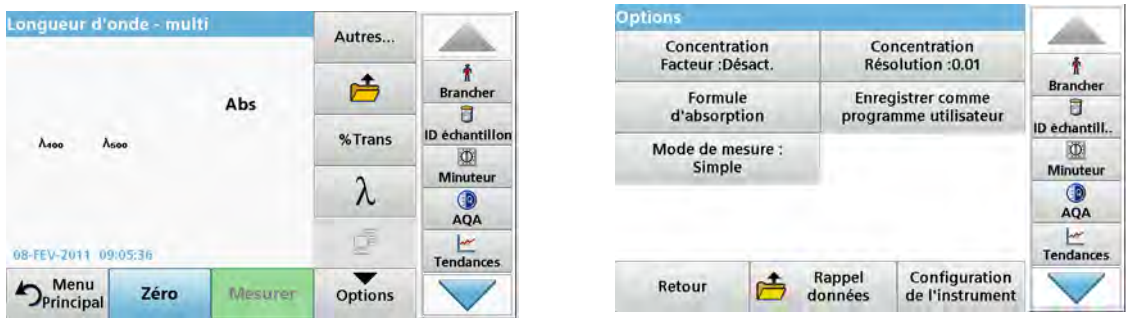 Longueur d'onde - multi
Autres...
Abs
%Trans
λ₄₀₀ λ₅₀₀
λ
08-FEV-2011 09:05:36
Menu
Principal
Zéro
Mesurer
Options
Brancher
ID échantillon
Minuteur
AQA
Tendances
Options
Concentration
Facteur :Désact.
Concentration
Résolution :0.01
Formule
d'absorption
Enregistrer comme
programme utilisateur
Mode de mesure :
Simple
Retour
Rappel
données
Configuration
de l'instrument
Brancher
ID échantill..
Minuteur
AQA
Tendances